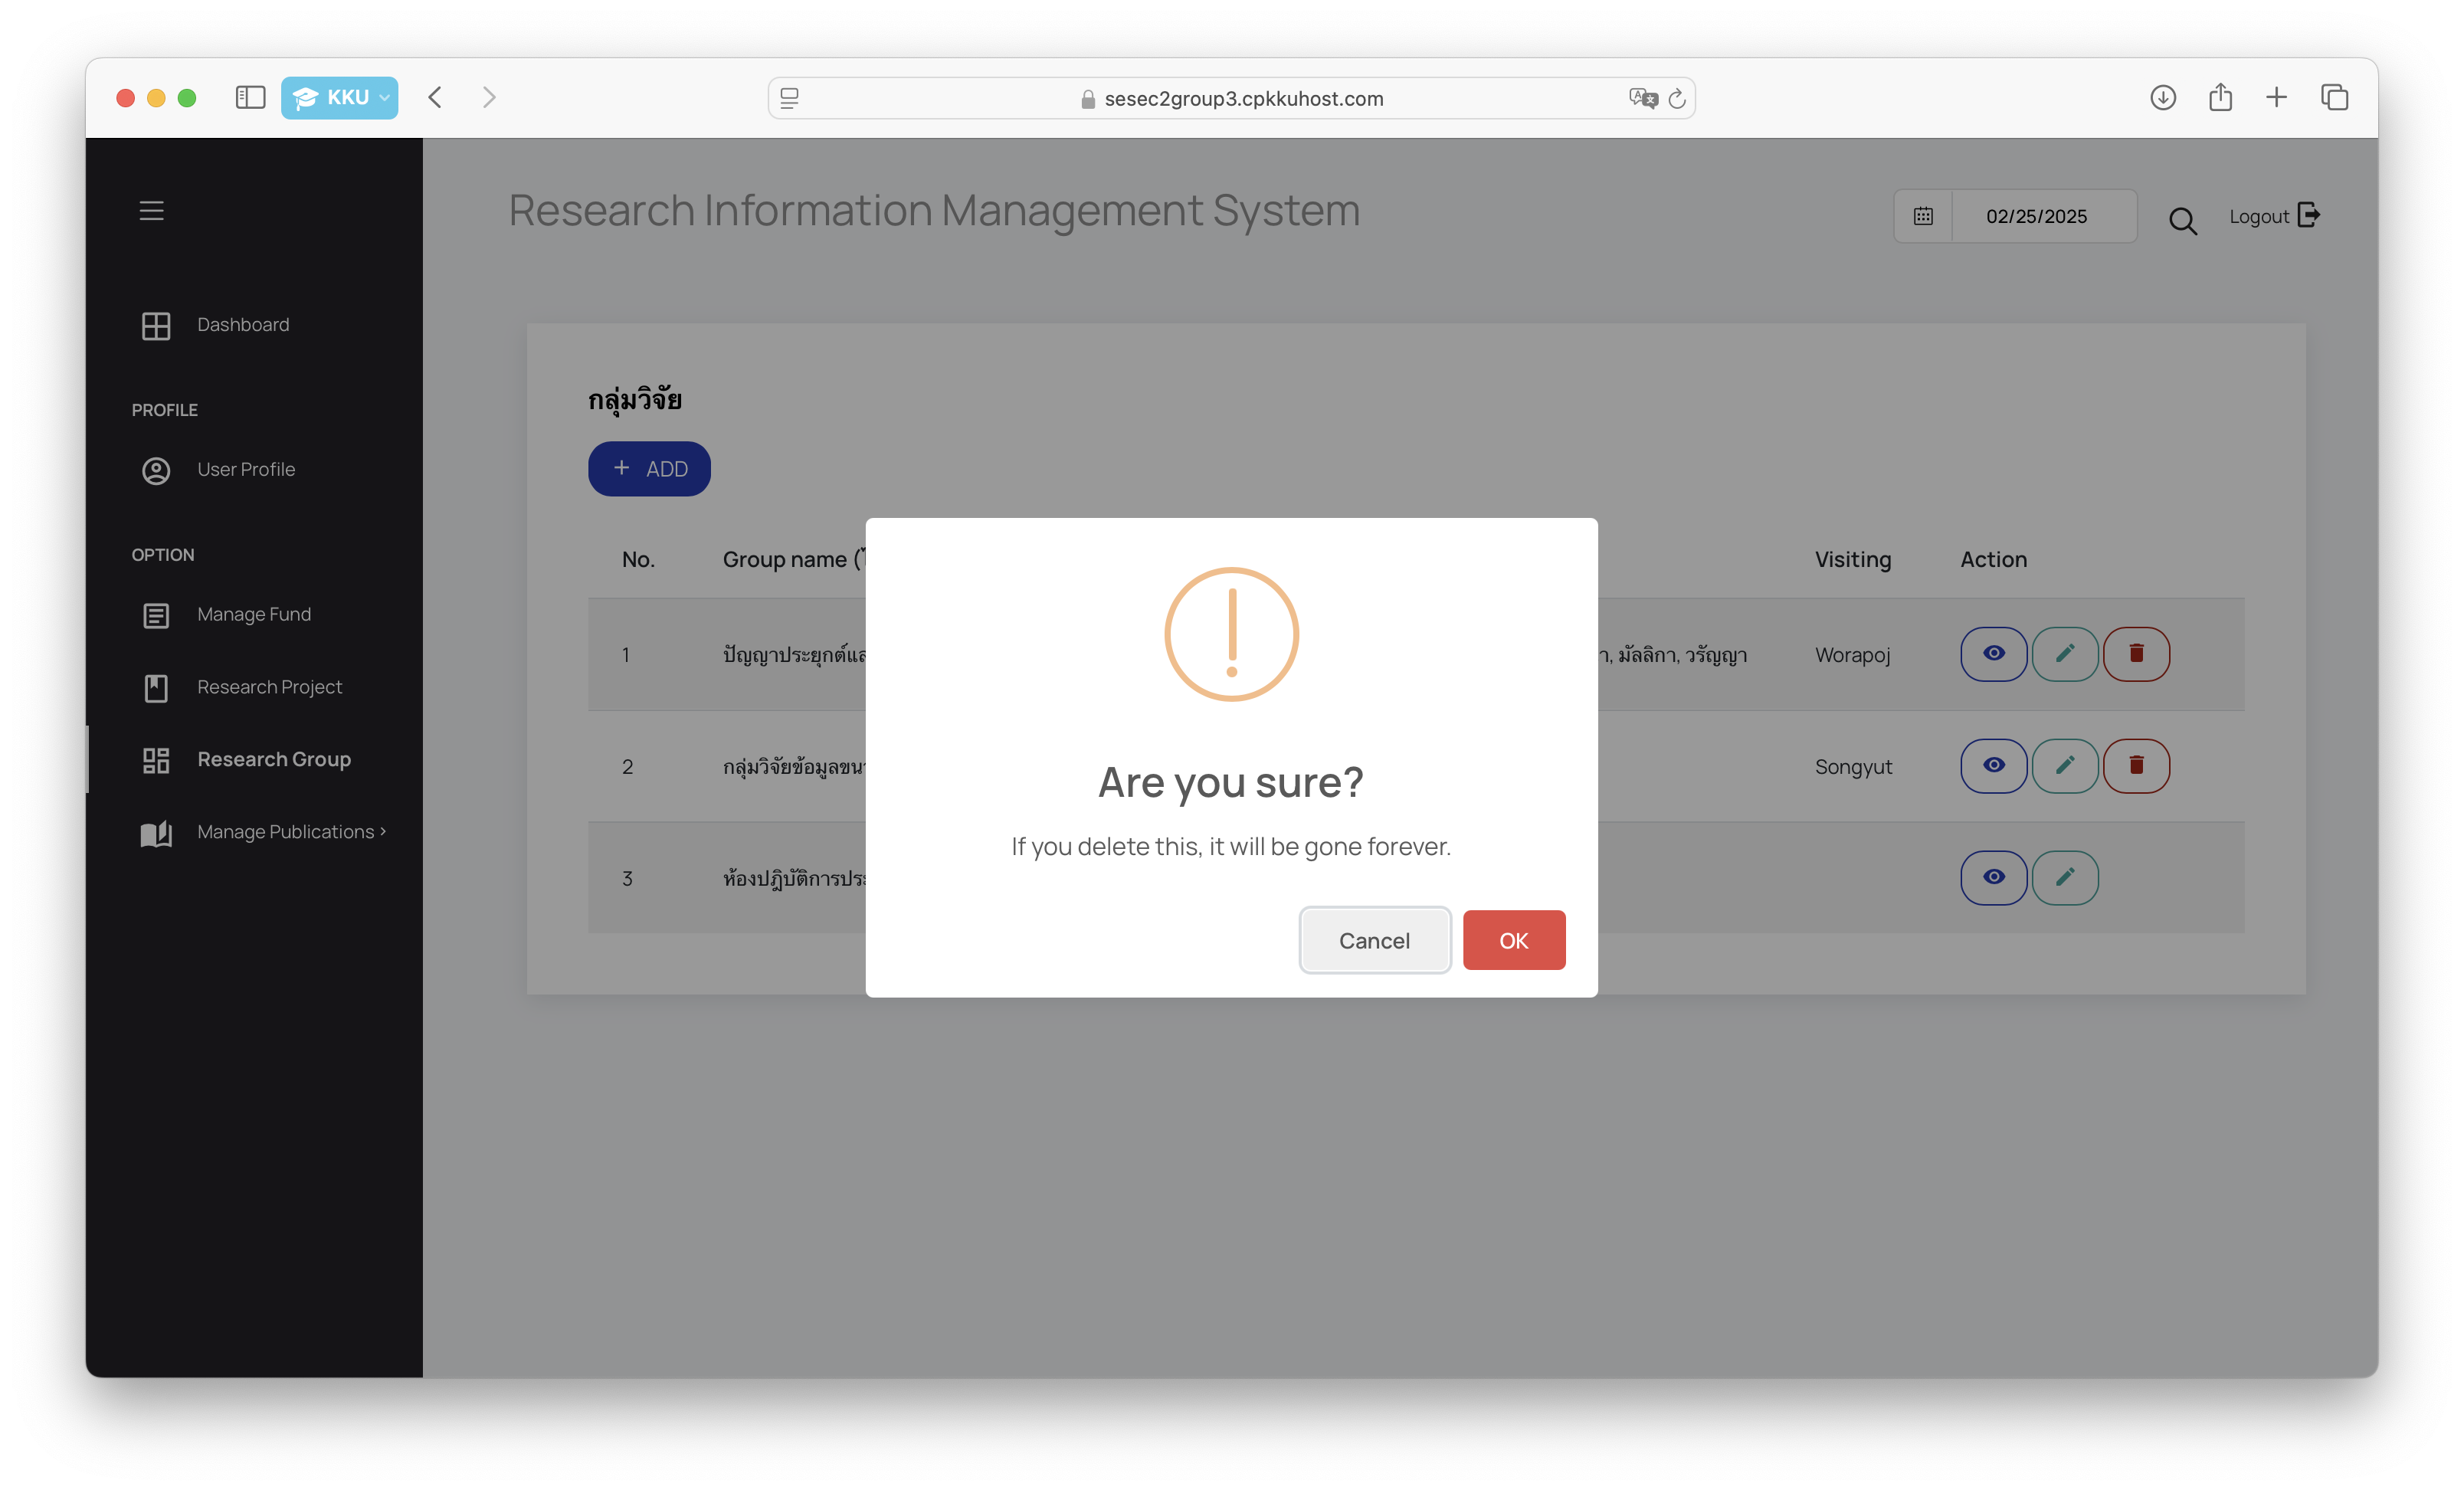 KKU
sesec2group3.cpkkuhost.com
Research Information Management System
02/25/2025
Logout
Dashboard
PROFILE
User Profile
OPTION
Manage Fund
Research Project
Research Group
Manage Publications
กลุ่มวิจัย
+ ADD
No. Group name ( Visiting Action
1 ปัญญาประยุกต์และ มัลลิกา, วรัญญา Worapoj
2 กลุ่มวิจัยข้อมูลขน Songyut
3 ห้องปฏิบัติการประ
Are you sure?
If you delete this, it will be gone forever.
Cancel OK